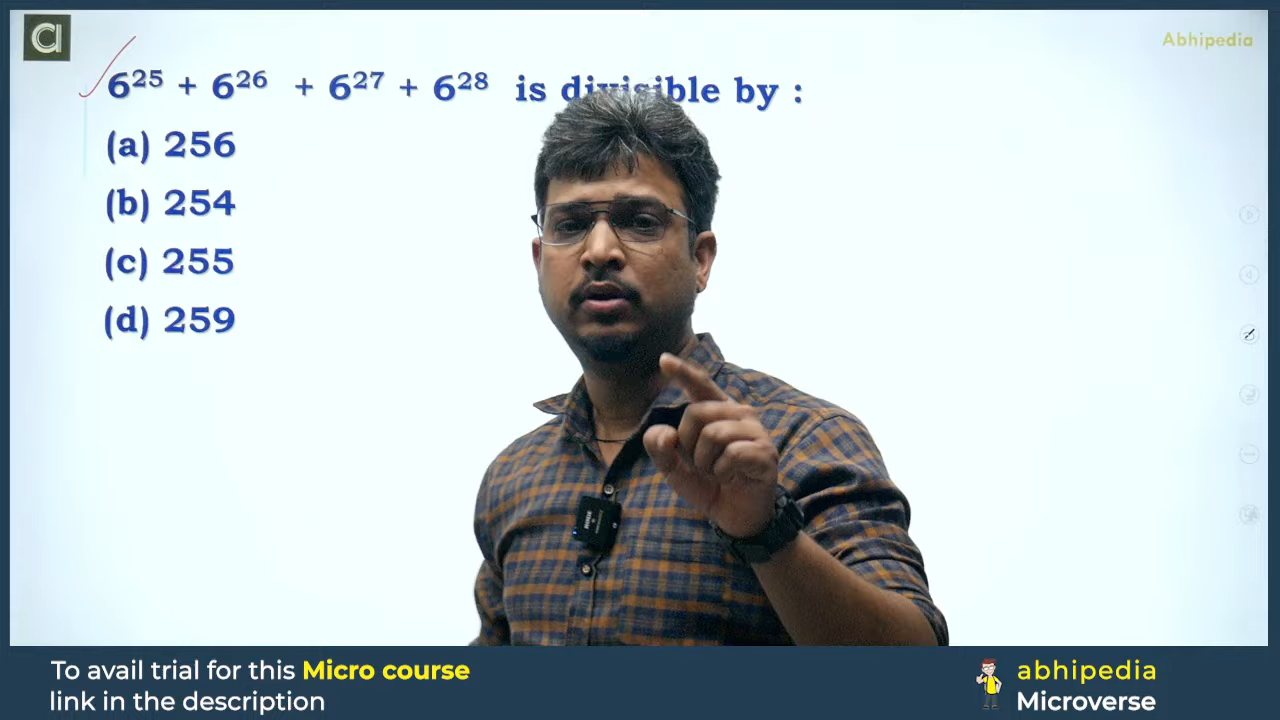 Abhipedia
6²⁵ + 6²⁶ + 6²⁷ + 6²⁸ is divisible by :
(a) 256
(b) 254
(c) 255
(d) 259
To avail trial for this Micro course
link in the description
abhipedia
Microverse